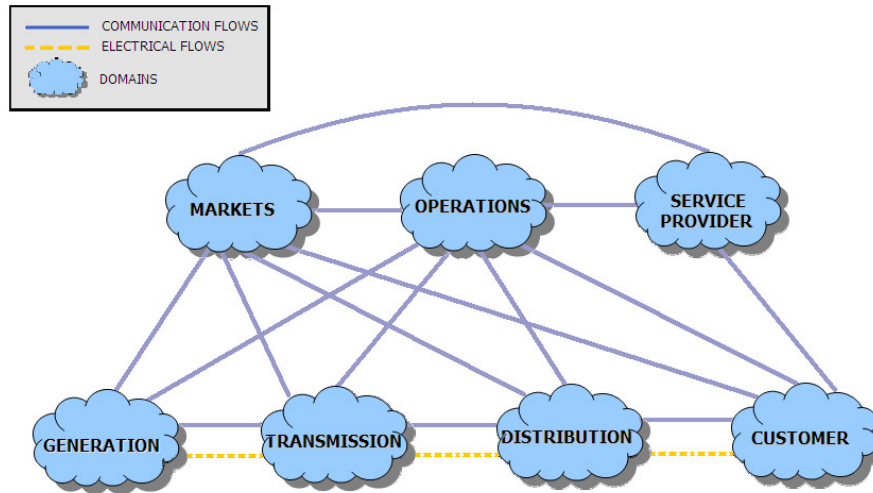 COMMUNICATION FLOWS
ELECTRICAL FLOWS
DOMAINS
MARKETS
OPERATIONS
SERVICE
PROVIDER
GENERATION
TRANSMISSION
DISTRIBUTION
CUSTOMER